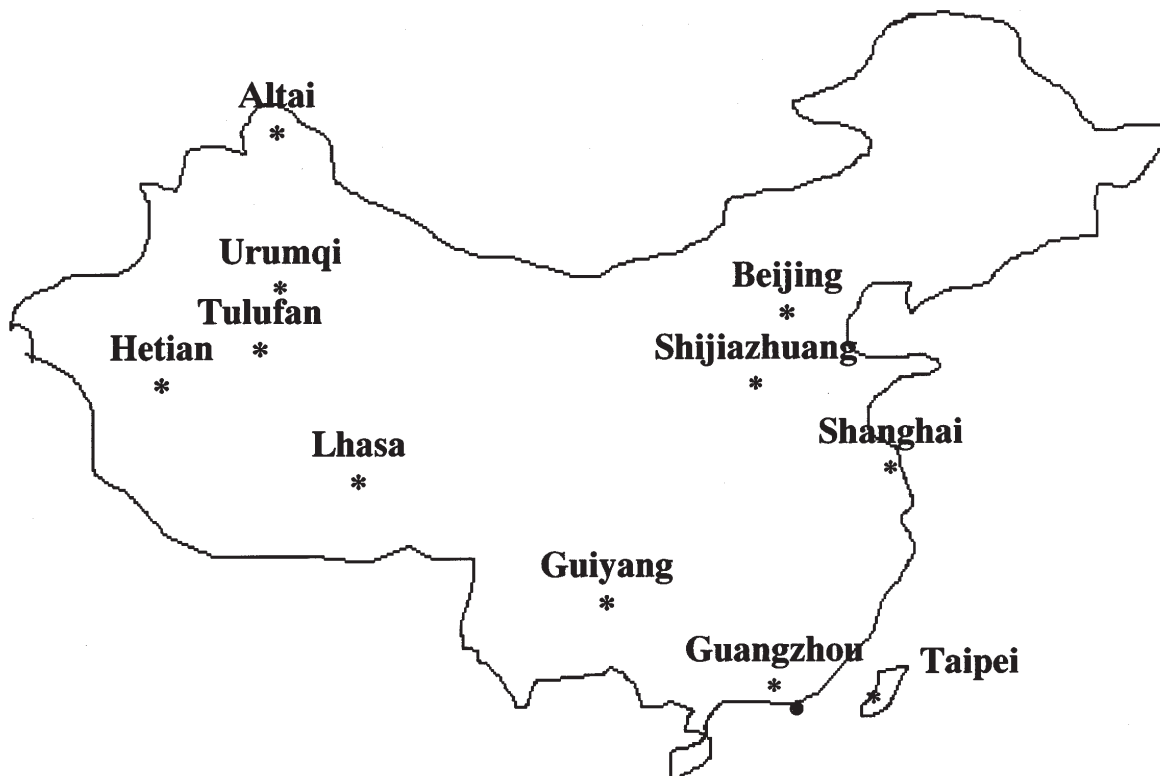 Altai
Urumqi
Beijing
Tulufan
Hetian
Shijiazhuang
Shanghai
Lhasa
Guiyang
Guangzhou
Taipei